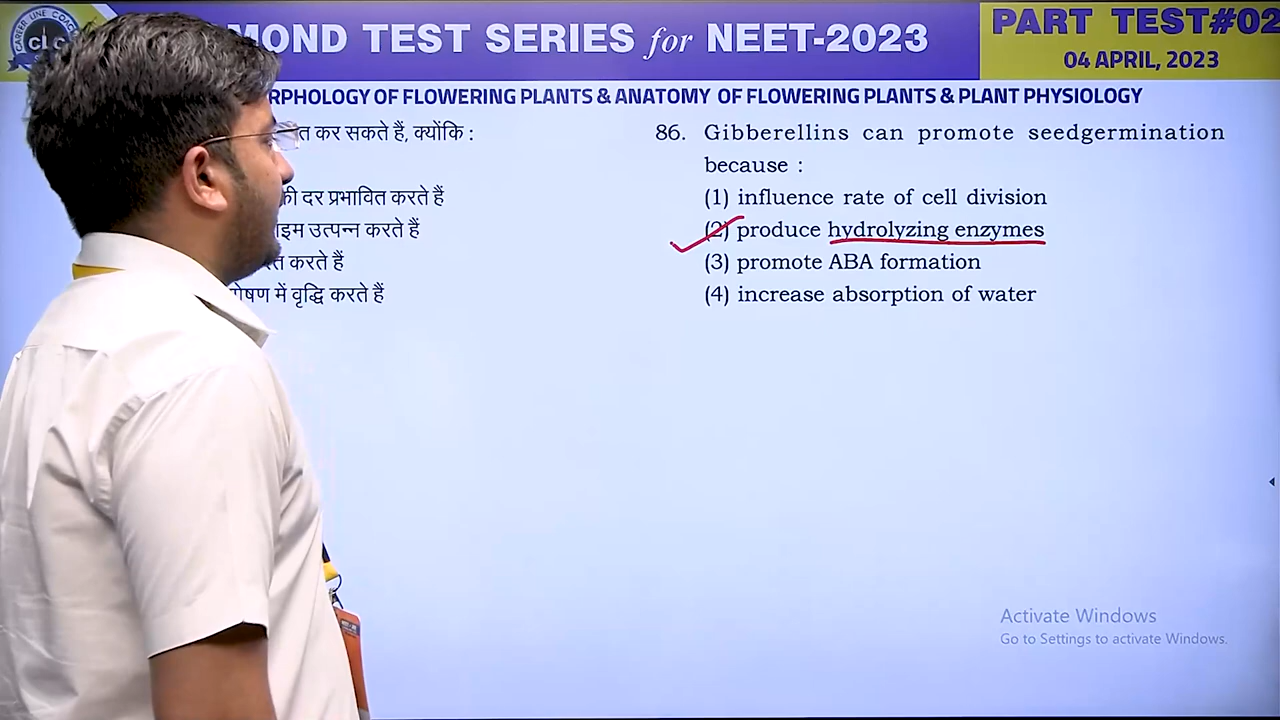 MOND TEST SERIES for NEET-2023
PART TEST#02
04 APRIL, 2023
RPHOLOGY OF FLOWERING PLANTS & ANATOMY OF FLOWERING PLANTS & PLANT PHYSIOLOGY
कर सकते हैं, क्योंकि :
की दर प्रभावित करते हैं
उत्पन्न करते हैं
करते हैं
में वृद्धि करते हैं
86. Gibberellins can promote seedgermination
because :
(1) influence rate of cell division
(2) produce hydrolyzing enzymes
(3) promote ABA formation
(4) increase absorption of water
Activate Windows
Go to Settings to activate Windows.